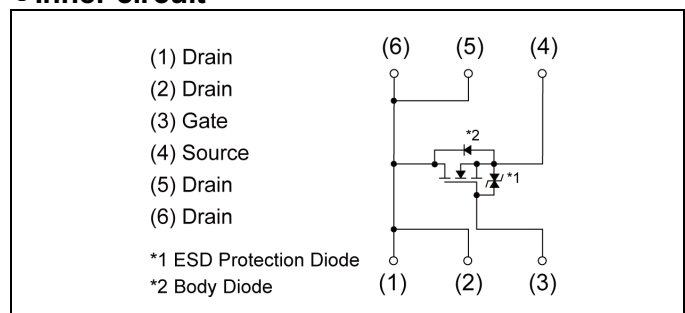 Inner circuit
(1) Drain
(2) Drain
(3) Gate
(4) Source
(5) Drain
(6) Drain
*1 ESD Protection Diode
*2 Body Diode
(6) (5) (4)
*2
*1
(1) (2) (3)